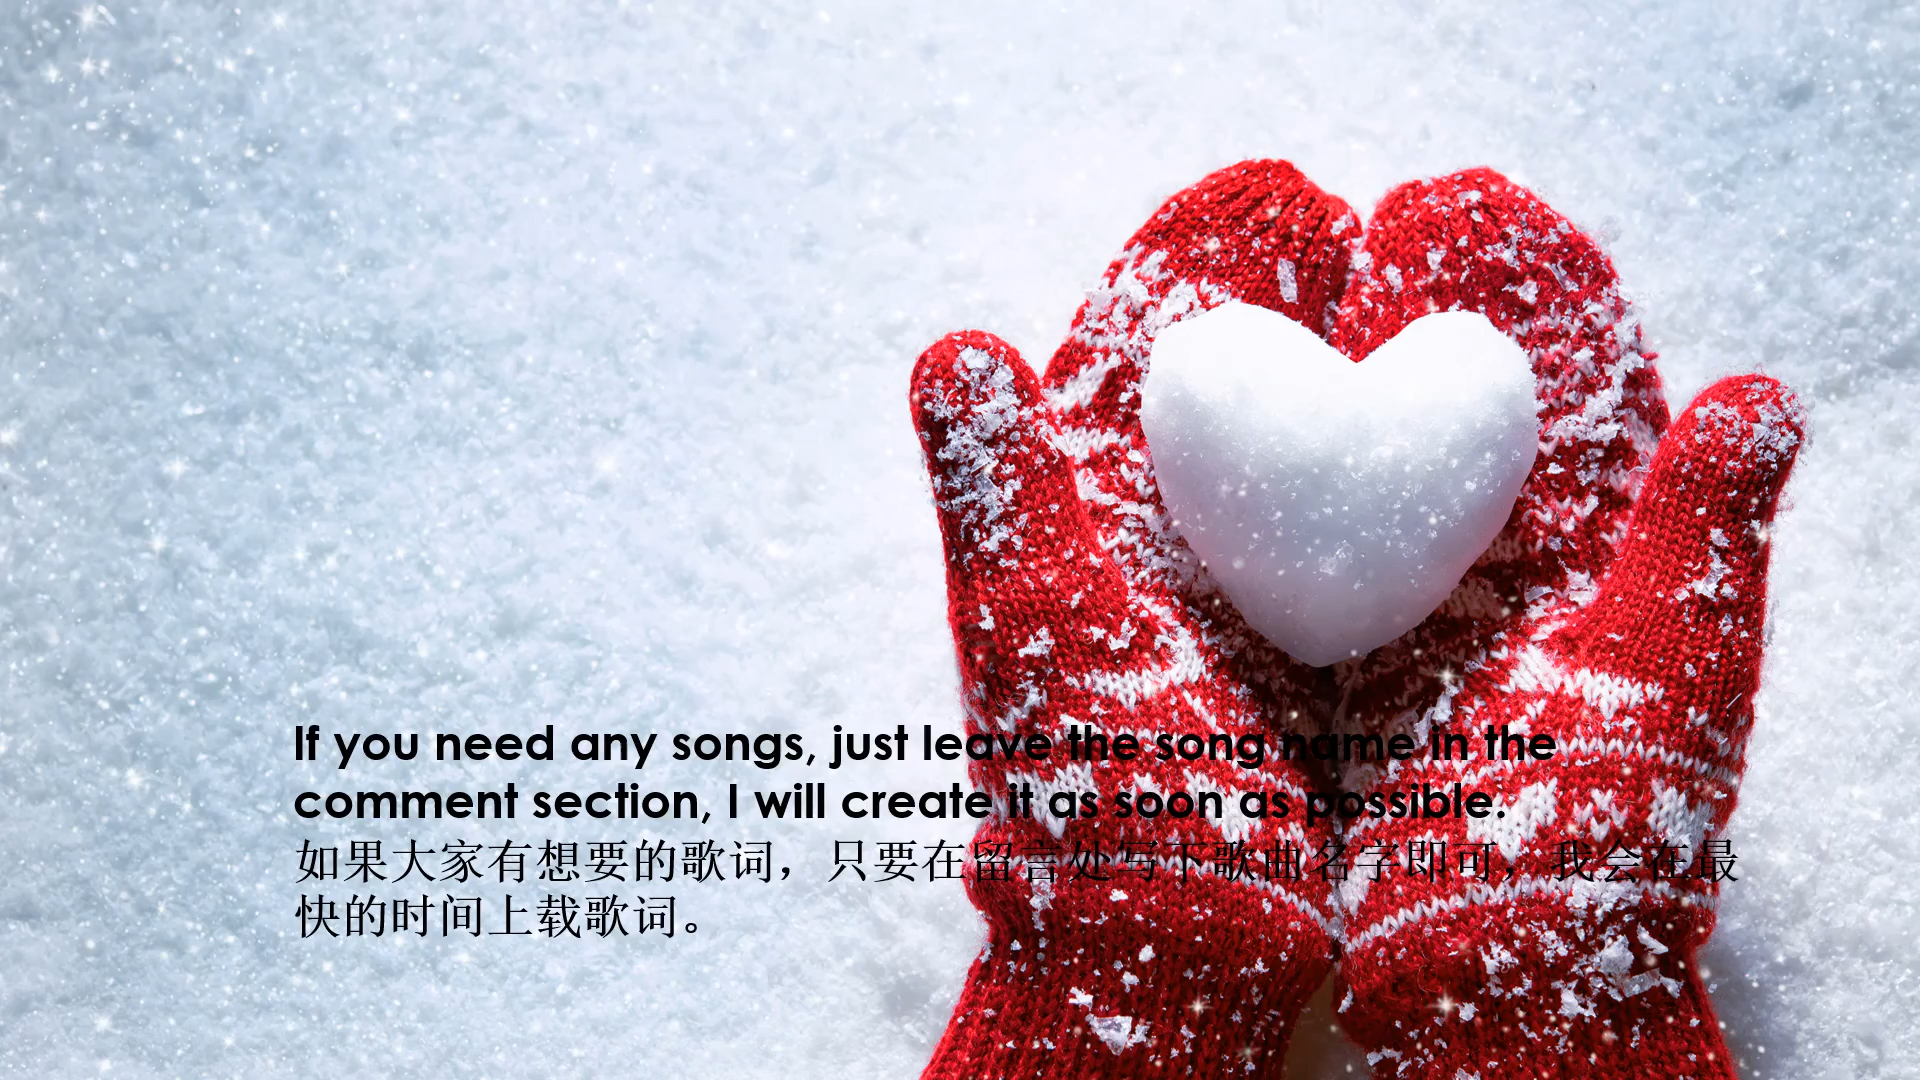 If you need any songs, just leave the song name in the
comment section, I will create it as soon as possible.
如果大家有想要的歌词，只要在留言处写下歌曲名字即可，我会在最
快的时间上载歌词。